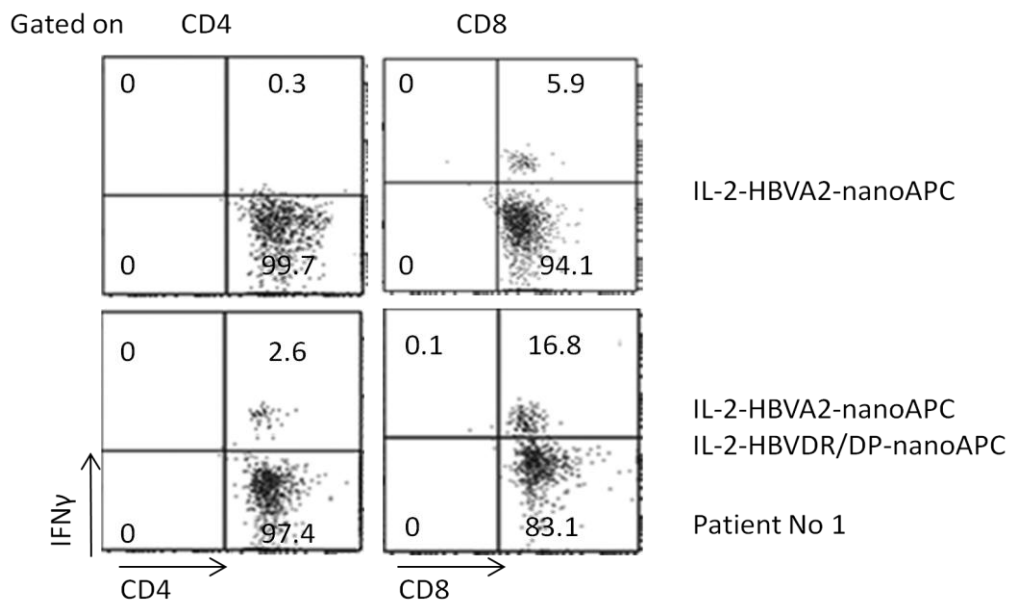 Gated on CD4 CD8
0 0.3 0 5.9
IL-2-HBVA2-nanoAPC
0 99.7 0 94.1
0 2.6 0.1 16.8
IL-2-HBVA2-nanoAPC
IL-2-HBVDR/DP-nanoAPC
0 97.4 0 83.1
Patient No 1
IFNγ
CD4 CD8